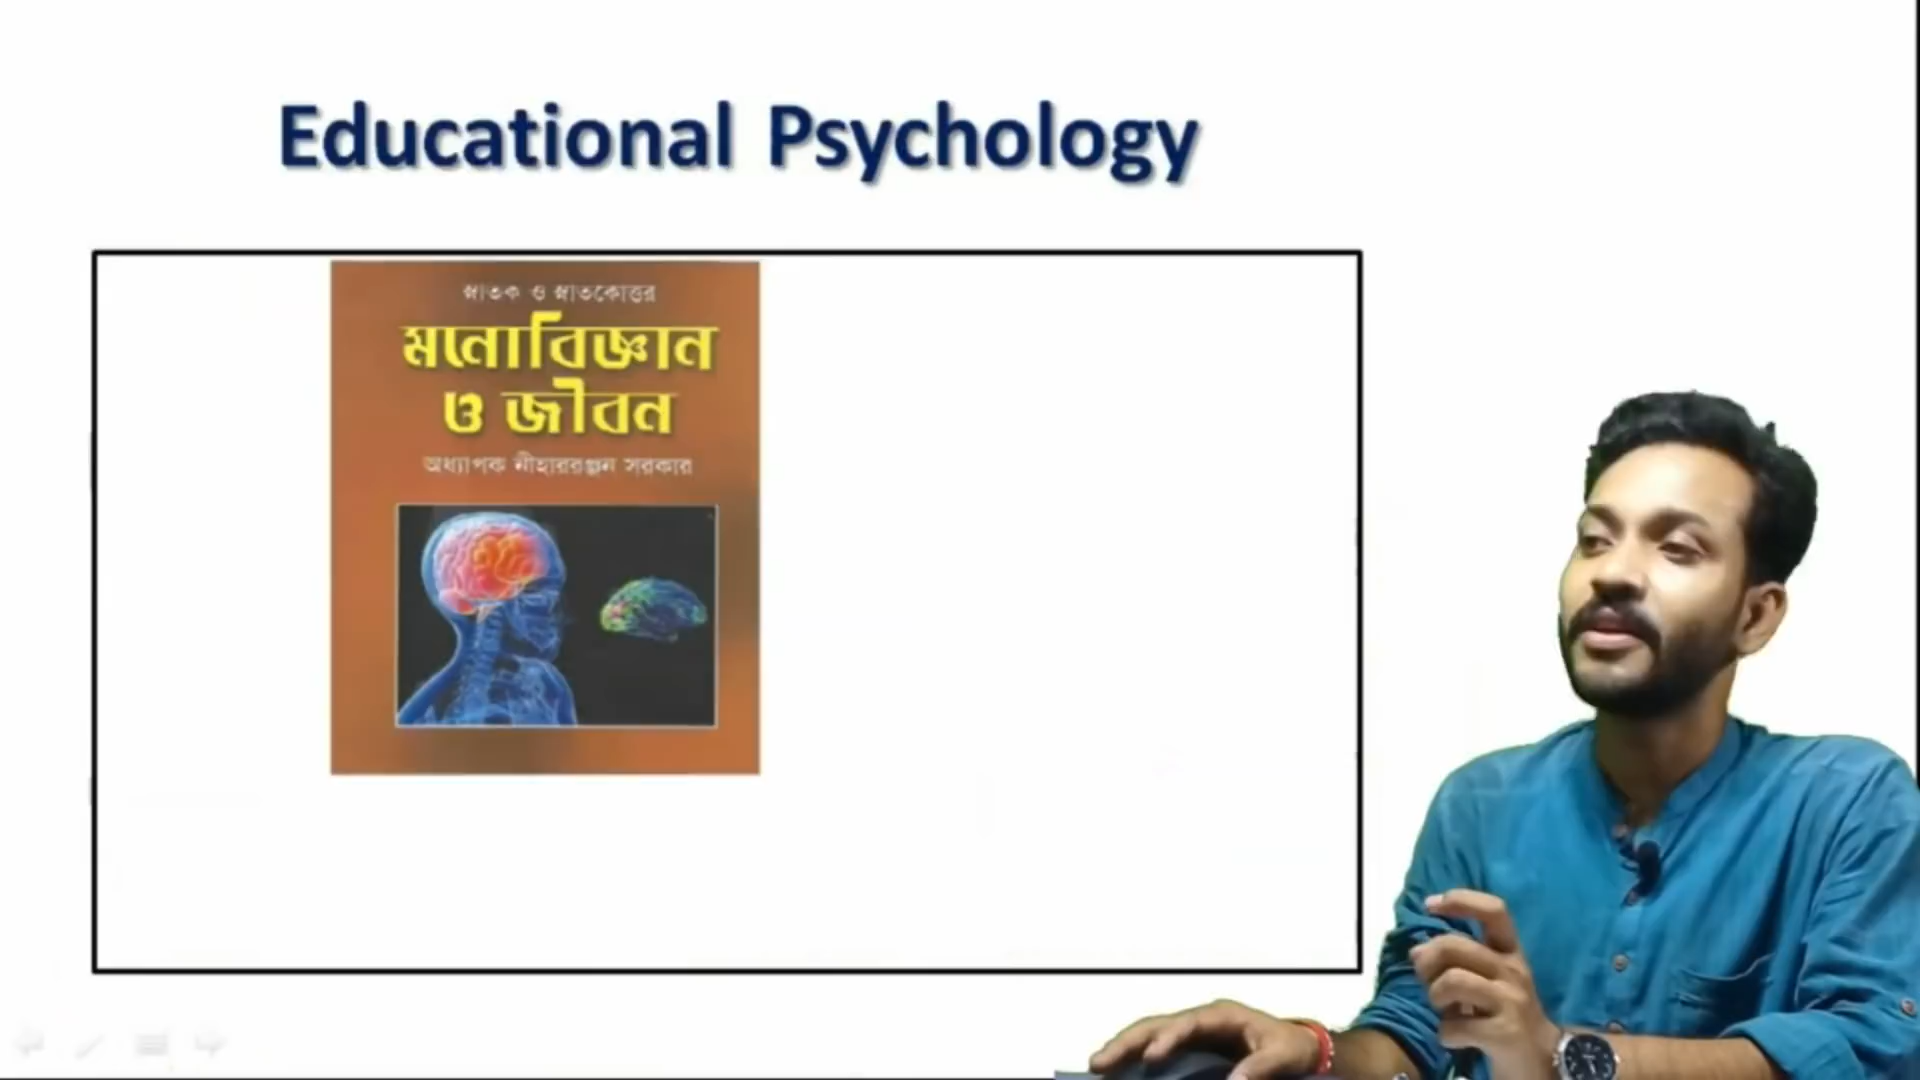 Educational Psychology
স্নাতক ও স্নাতকোত্তর
মনোবিজ্ঞান
ও জীবন
অধ্যাপক নীহাররঞ্জন সরকার